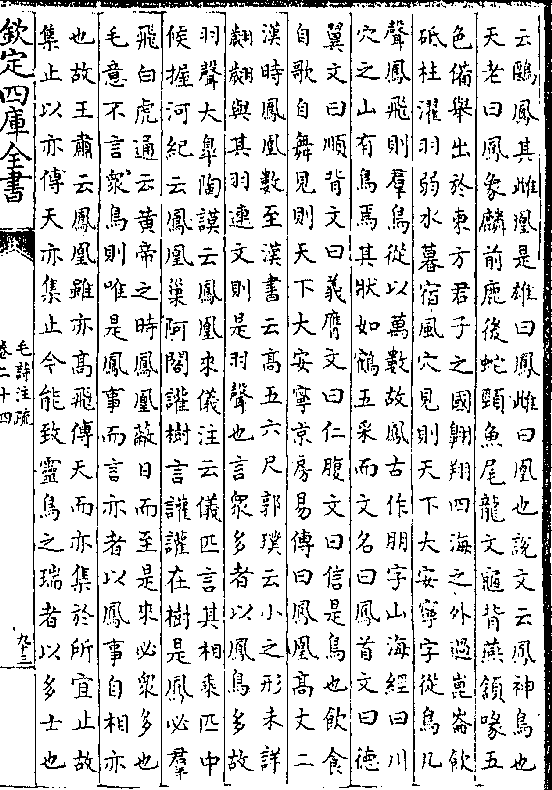 云鶠鳳其雌凰是雄曰鳳雌曰凰也說文云鳳神鳥也
天老曰鳳象麟前鹿後蛇頸魚尾龍文龜背燕頷喙五
色備舉出於東方君子之國翺翔四海之外過崑崙飲
砥柱濯羽弱水暮宿風穴見則天下大安寧字從鳥凡
聲鳳飛則羣鳥從以萬數故鳳古作朋字山海經曰川
穴之山有鳥焉其狀如鶴五采而文名曰鳳首文曰德
翼文曰順背文曰義膺文曰仁腹文曰信是鳥也飲食
自歌自舞見則天下大安寧京房易傳曰鳳凰高丈二
漢時鳳凰數至漢書云高五六尺郭璞云小之形未詳
翽翽與其羽連文則是羽聲也言衆多者以鳳鳥多故
羽聲大臯陶謨云鳳凰來儀注云儀匹言其相乘匹中
候握河紀云鳳凰巢阿閣讙樹言讙讙在樹是鳳必羣
飛白虎通云黄帝之時鳳凰蔽日而至是來必衆多也
毛意不言衆鳥則唯是鳳事而言亦者以鳳事自相亦
也故王肅云鳳凰雖亦高飛傅天而亦集於所宜止故
集止以亦傅天亦集止今能致靈鳥之瑞者以多士也
欽定四庫全書
毛詩注疏
卷二十四
九十三